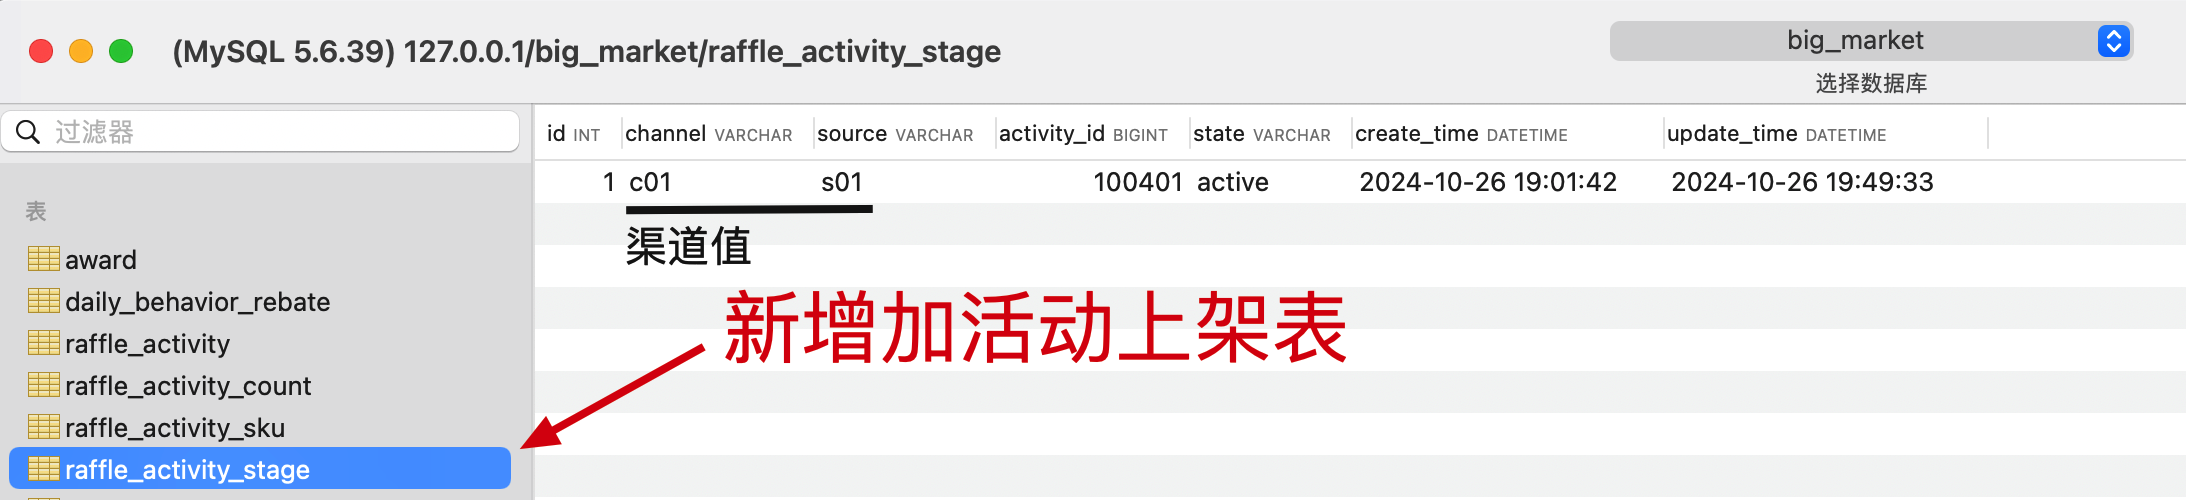 (MySQL 5.6.39) 127.0.0.1/big_market/raffle_activity_stage
big_market
选择数据库
过滤器
表
award
daily_behavior_rebate
raffle_activity
raffle_activity_count
raffle_activity_sku
raffle_activity_stage
id INT channel VARCHAR source VARCHAR activity_id BIGINT state VARCHAR create_time DATETIME update_time DATETIME
1 c01 s01 100401 active 2024-10-26 19:01:42 2024-10-26 19:49:33
渠道值
新增加活动上架表